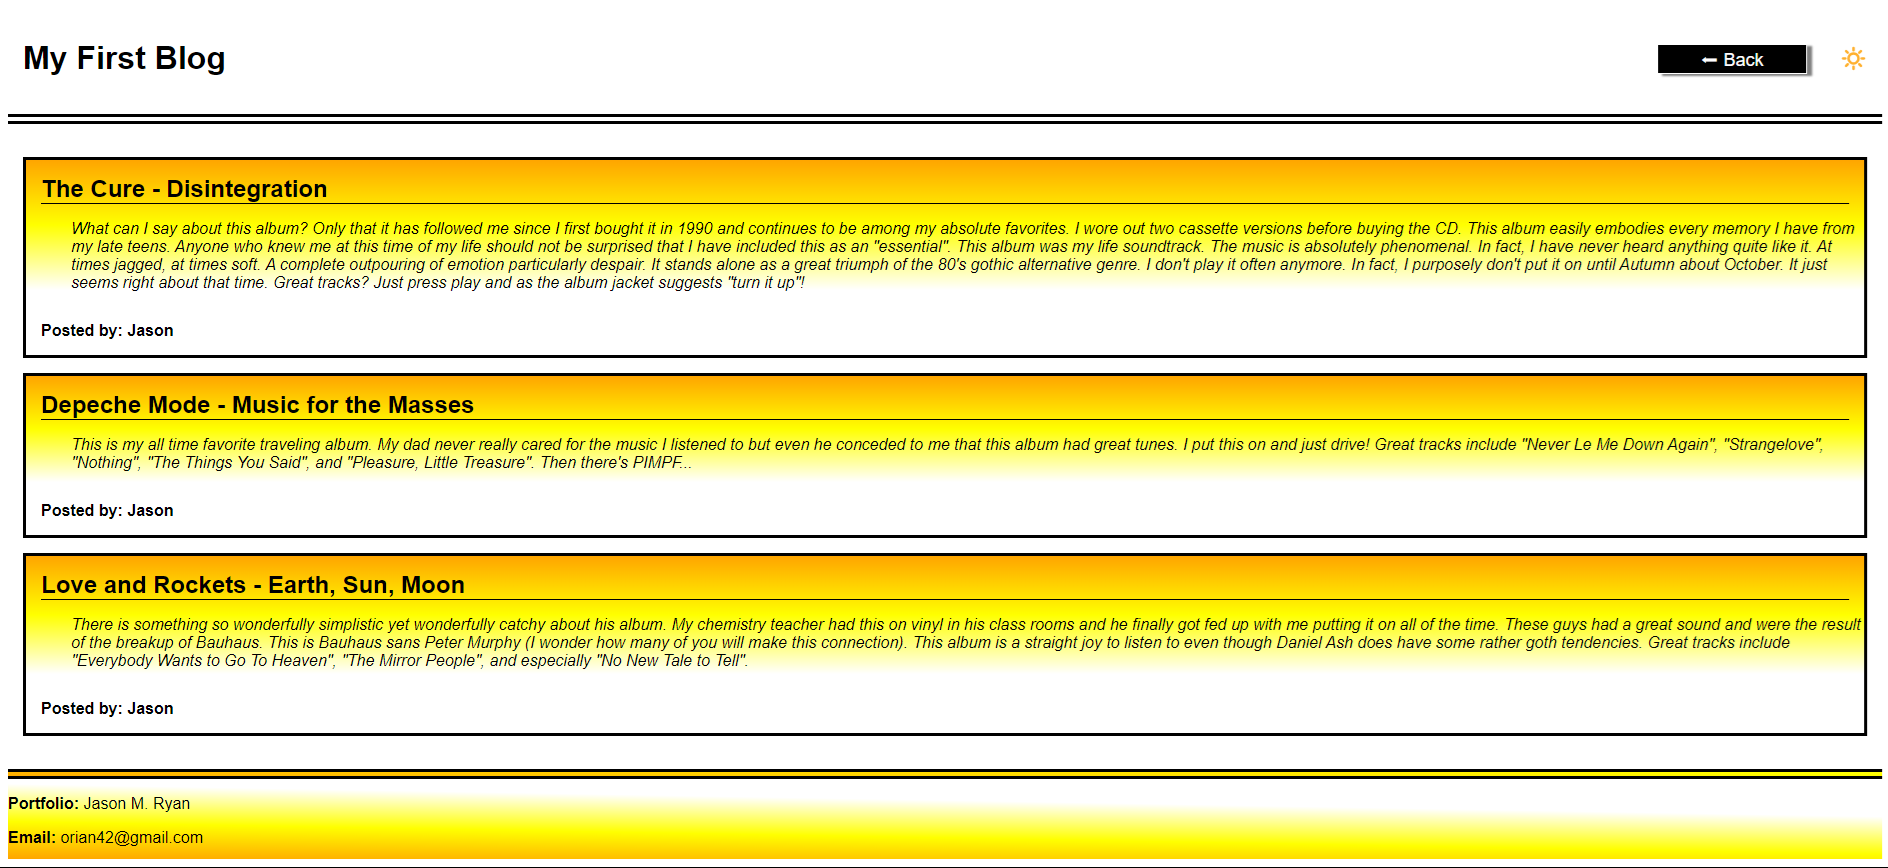 My First Blog
⬅ Back
The Cure - Disintegration
What can I say about this album? Only that it has followed me since I first bought it in 1990 and continues to be among my absolute favorites. I wore out two cassette versions before buying the CD. This album easily embodies every memory I have from
my late teens. Anyone who knew me at this time of my life should not be surprised that I have included this as an "essential". This album was my life soundtrack. The music is absolutely phenomenal. In fact, I have never heard anything quite like it. At
times jagged, at times soft. A complete outpouring of emotion particularly despair. It stands alone as a great triumph of the 80's gothic alternative genre. I don't play it often anymore. In fact, I purposely don't put it on until Autumn about October. It just
seems right about that time. Great tracks? Just press play and as the album jacket suggests "turn it up"!
Posted by: Jason
Depeche Mode - Music for the Masses
This is my all time favorite traveling album. My dad never really cared for the music I listened to but even he conceded to me that this album had great tunes. I put this on and just drive! Great tracks include "Never Le Me Down Again", "Strangelove",
"Nothing", "The Things You Said", and "Pleasure, Little Treasure". Then there's PIMPF...
Posted by: Jason
Love and Rockets - Earth, Sun, Moon
There is something so wonderfully simplistic yet wonderfully catchy about his album. My chemistry teacher had this on vinyl in his class rooms and he finally got fed up with me putting it on all of the time. These guys had a great sound and were the result
of the breakup of Bauhaus. This is Bauhaus sans Peter Murphy (I wonder how many of you will make this connection). This album is a straight joy to listen to even though Daniel Ash does have some rather goth tendencies. Great tracks include
"Everybody Wants to Go To Heaven", "The Mirror People", and especially "No New Tale to Tell".
Posted by: Jason
Portfolio: Jason M. Ryan
Email: orian42@gmail.com